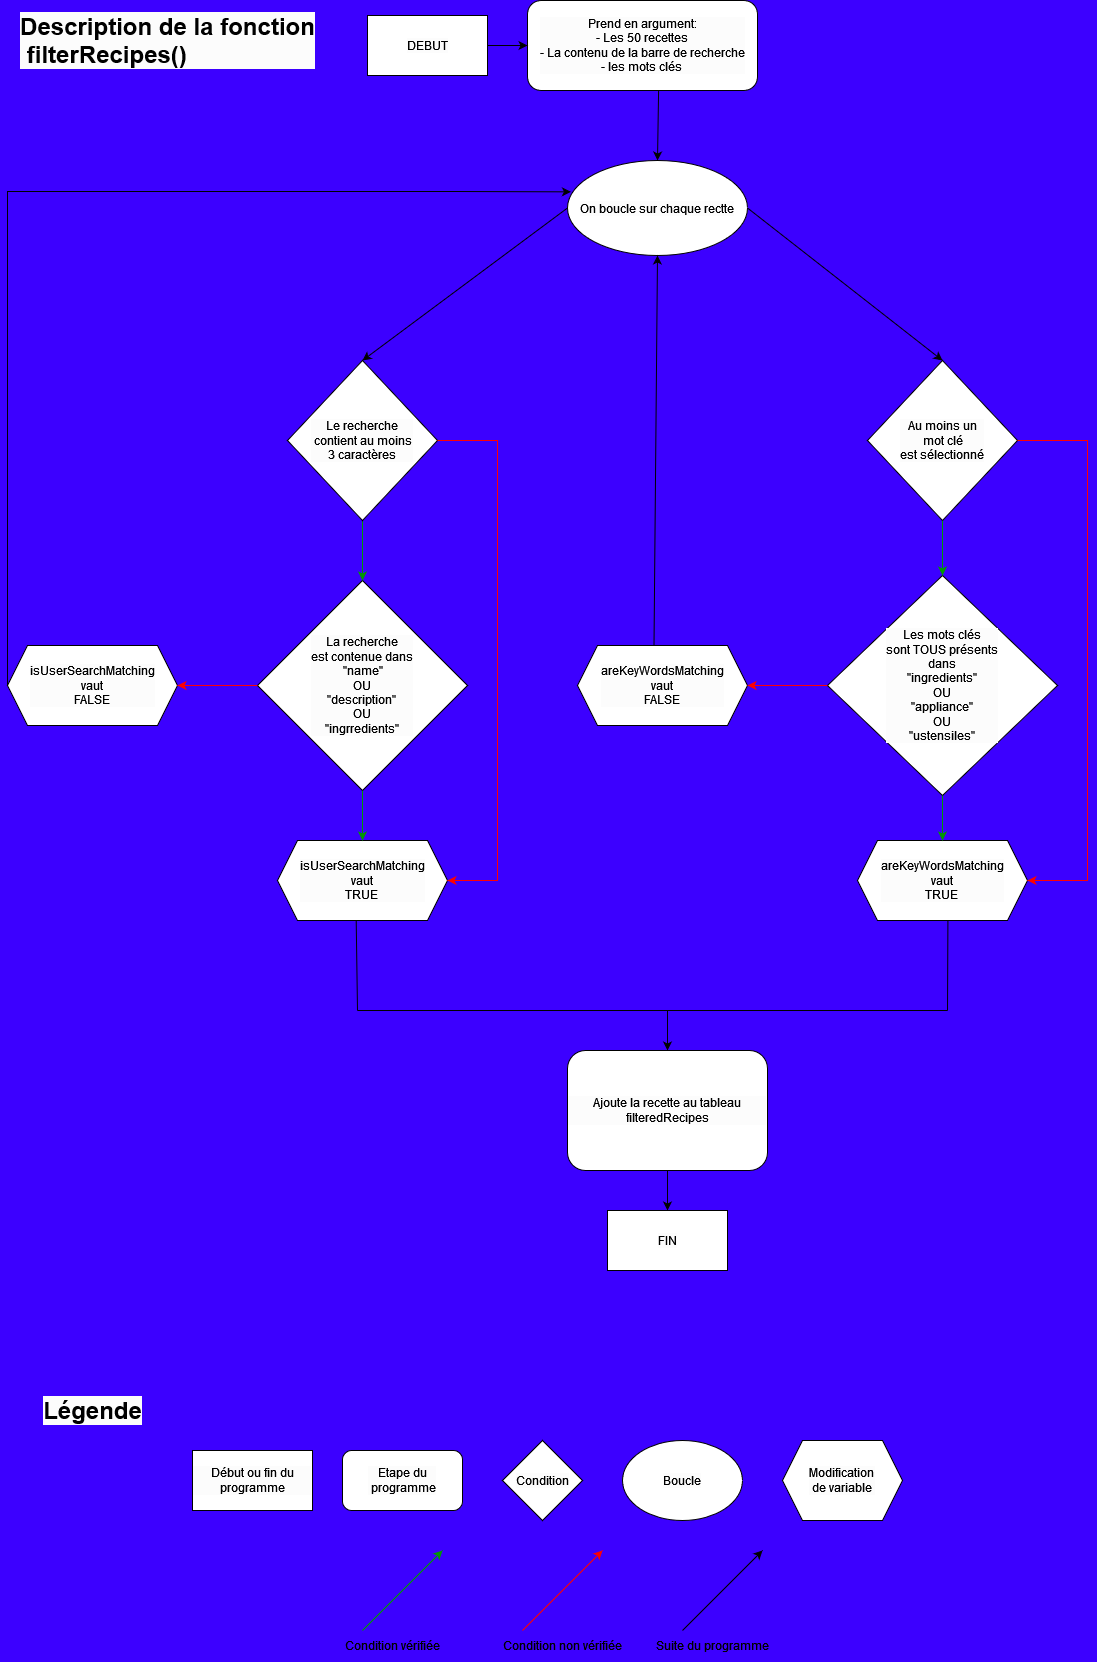 Description de la fonction
filterRecipes()
DEBUT
Prend en argument:
- Les 50 recettes
- La contenu de la barre de recherche
- les mots clés
On boucle sur chaque rectte
Le recherche
contient au moins
3 caractères
Au moins un
mot clé
est sélectionné
isUserSearchMatching
vaut
FALSE
La recherche
est contenue dans
"name"
OU
"description"
OU
"ingrredients"
areKeyWordsMatching
vaut
FALSE
Les mots clés
sont TOUS présents
dans
"ingredients"
OU
"appliance"
OU
"ustensiles"
isUserSearchMatching
vaut
TRUE
areKeyWordsMatching
vaut
TRUE
Ajoute la recette au tableau
filteredRecipes
FIN
Légende
Début ou fin du
programme
Etape du
programme
Condition
Boucle
Modification
de variable
Condition vérifiée
Condition non vérifiée
Suite du programme